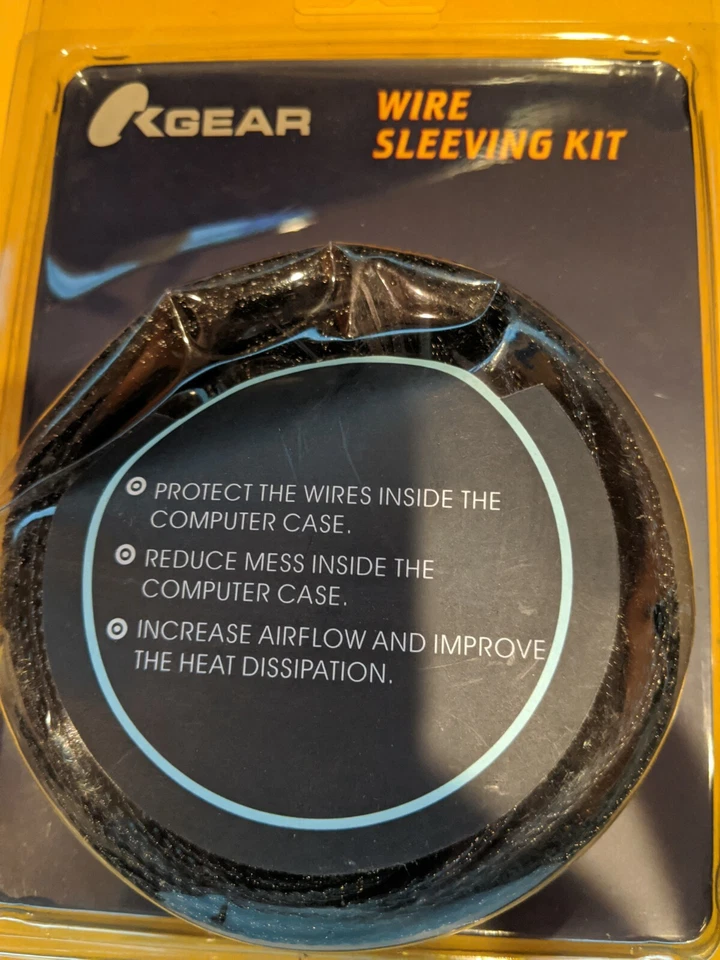 OKGEAR
WIRE
SLEEVING KIT
PROTECT THE WIRES INSIDE THE
COMPUTER CASE.
REDUCE MESS INSIDE THE
COMPUTER CASE.
INCREASE AIRFLOW AND IMPROVE
THE HEAT DISSIPATION.